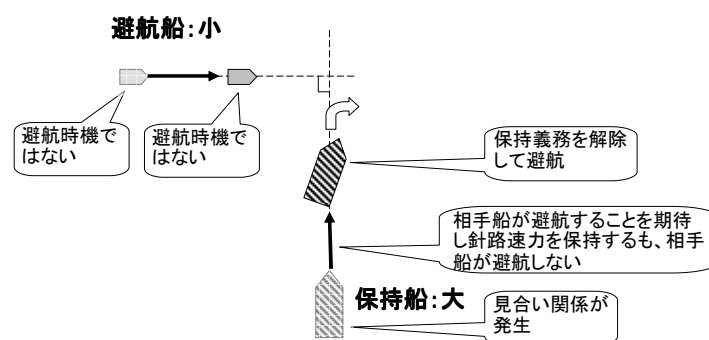 避航船：小
避航時機で
はない
避航時機で
はない
保持義務を解除
して避航
相手船が避航することを期待
し針路速力を保持するも、相手
船が避航しない
保持船：大
見合い関係が
発生